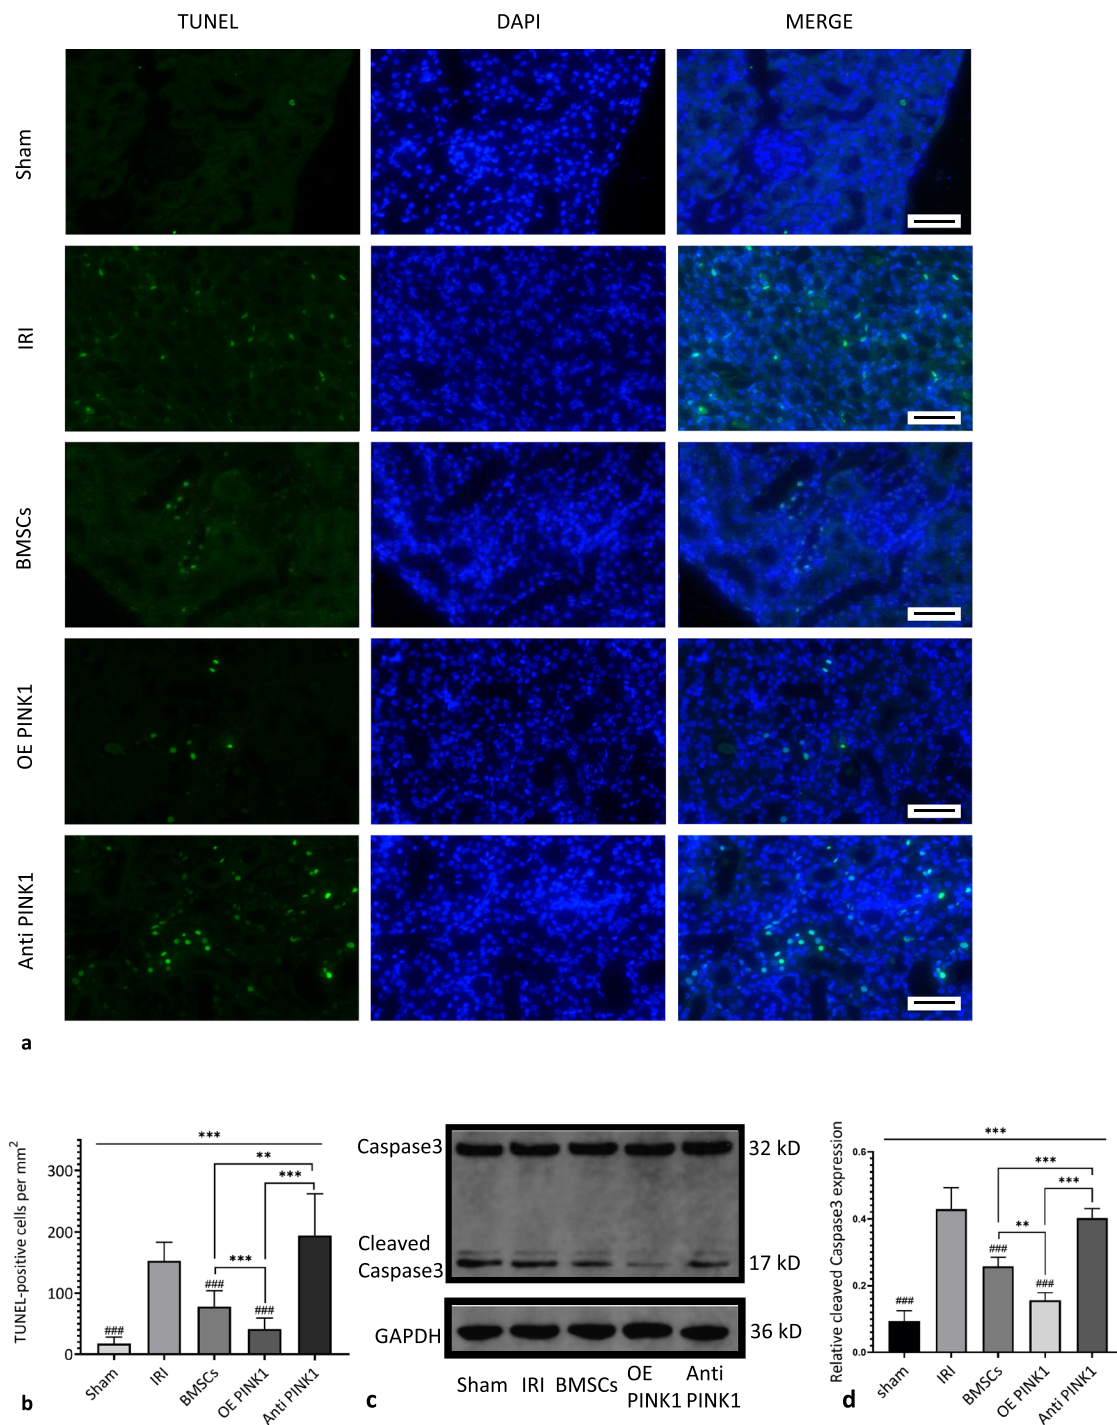 TUNEL DAPI MERGE
Sham
IRI
BMSCs
OE PINK1
Anti PINK1
a
TUNEL-positive cells per mm²
***
**
***
***
###
###
###
300
200
100
0
Sham IRI BMSCs OE PINK1 Anti PINK1
b
Caspase3 32 kD
Cleaved
Caspase3 17 kD
GAPDH 36 kD
Sham IRI BMSCs OE Anti
PINK1 PINK1
c
Relative cleaved Caspase3 expression
***
***
***
**
###
###
###
0.6
0.4
0.2
0.0
sham IRI BMSCs OE PINK1 Anti PINK1
d